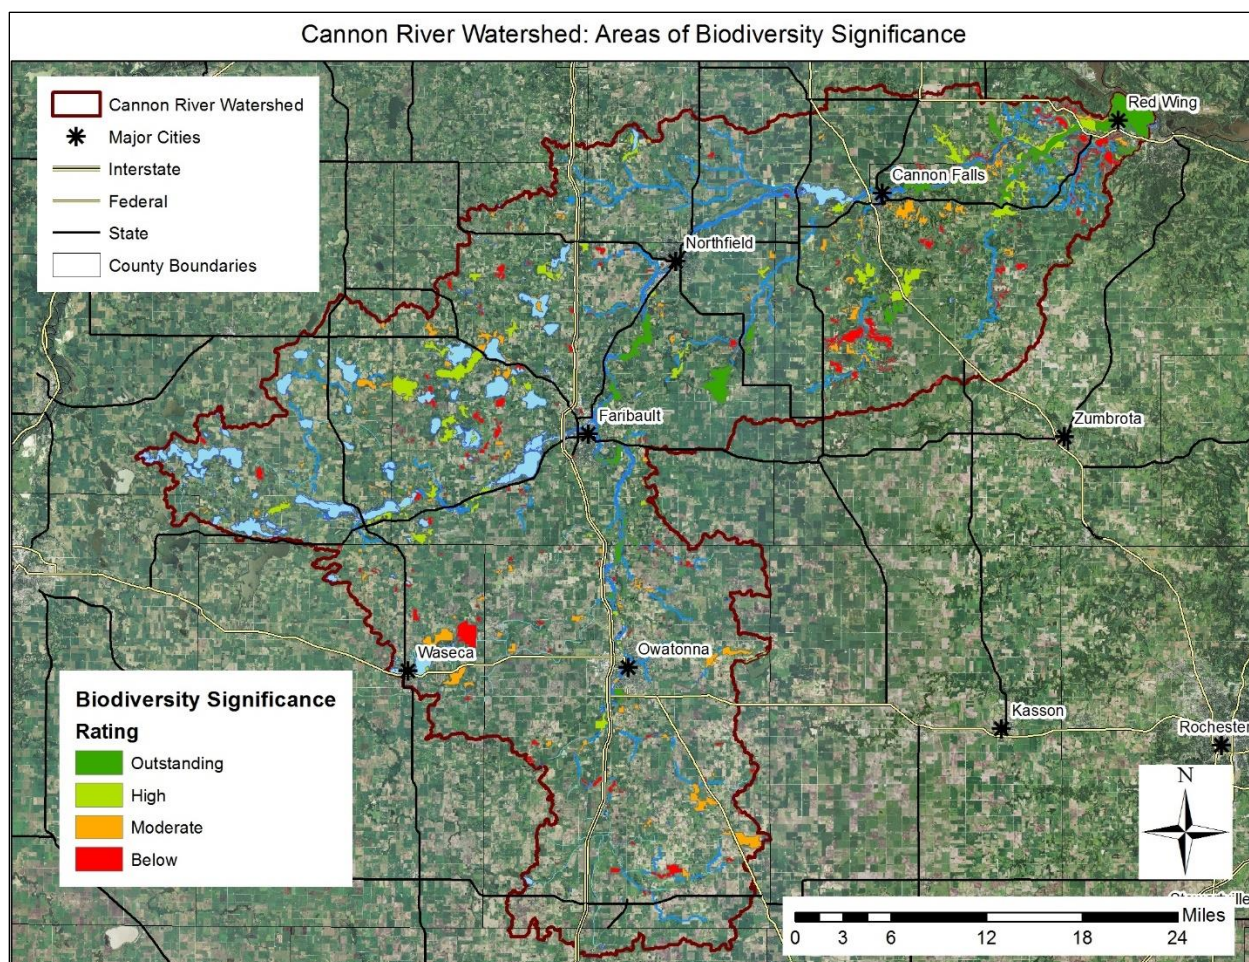 Cannon River Watershed: Areas of Biodiversity Significance
Cannon River Watershed
Major Cities
Interstate
Federal
State
County Boundaries
Red Wing
Cannon Falls
Northfield
Faribault
Zumbrota
Waseca
Owatonna
Kasson
Rochester
Biodiversity Significance
Rating
Outstanding
High
Moderate
Below
N
Miles
0 3 6 12 18 24